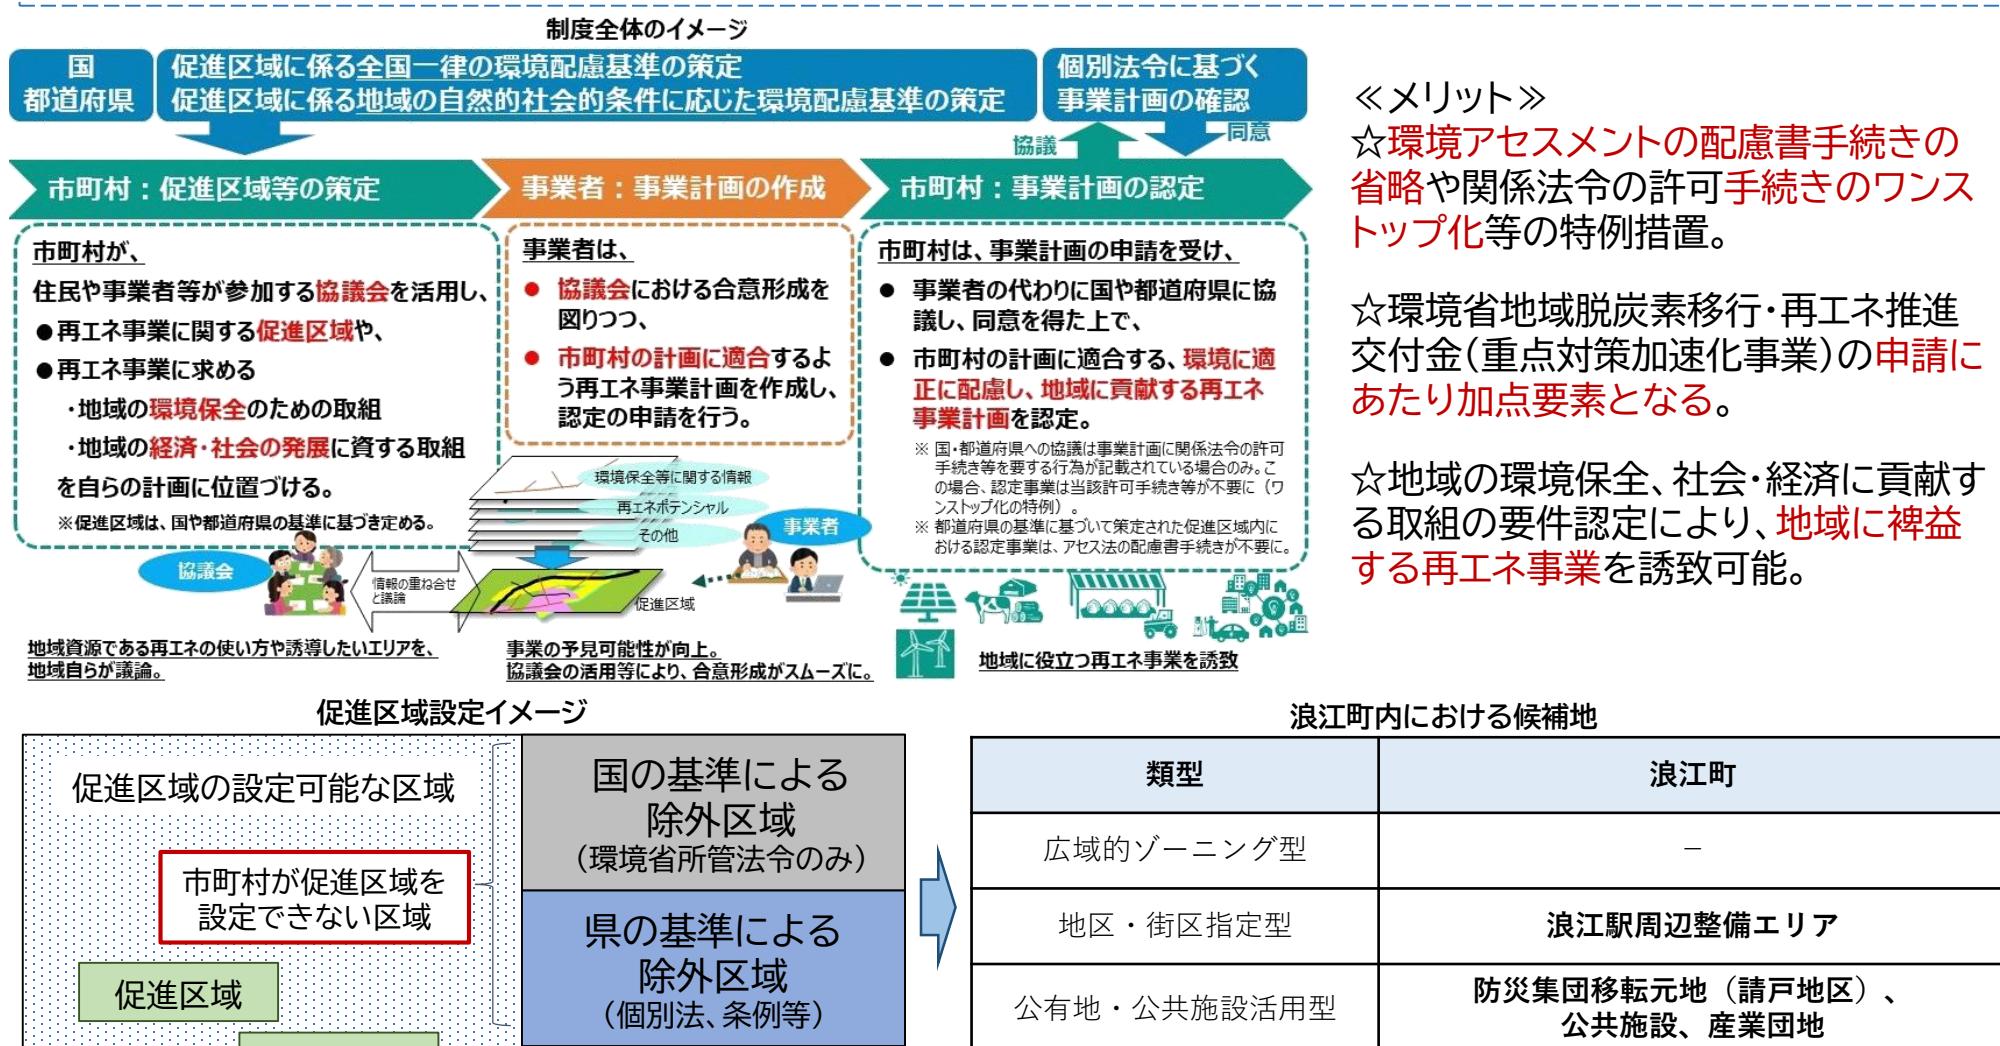 制度全体のイメージ
国
都道府県
促進区域に係る全国一律の環境配慮基準の策定
促進区域に係る地域の自然的社会的条件に応じた環境配慮基準の策定
個別法令に基づく
事業計画の確認
協議
同意
市町村：促進区域等の策定
事業者：事業計画の作成
市町村：事業計画の認定
市町村が、
住民や事業者等が参加する協議会を活用し、
●再エネ事業に関する促進区域や、
●再エネ事業に求める
・地域の環境保全のための取組
・地域の経済・社会の発展に資する取組
を自らの計画に位置づける。
※促進区域は、国や都道府県の基準に基づき定める。
事業者は、
● 協議会における合意形成を
図りつつ、
● 市町村の計画に適合するよ
う再エネ事業計画を作成し、
認定の申請を行う。
市町村は、事業計画の申請を受け、
● 事業者の代わりに国や都道府県に協
議し、同意を得た上で、
● 市町村の計画に適合する、環境に適
正に配慮し、地域に貢献する再エネ
事業計画を認定。
※ 国・都道府県への協議は事業計画に関係法令の許可
手続き等を要する行為が記載されている場合のみ。こ
の場合、認定事業は当該許可手続き等が不要に（ワ
ンストップ化の特例）。
※ 都道府県の基準に基づいて策定された促進区域内に
おける認定事業は、アセス法の配慮書手続きが不要に。
環境保全等に関する情報
再エネポテンシャル
その他
事業者
協議会
情報の重ね合せ
と議論
促進区域
地域資源である再エネの使い方や誘導したいエリアを、
地域自らが議論。
事業の予見可能性が向上。
協議会の活用等により、合意形成がスムーズに。
地域に役立つ再エネ事業を誘致
≪メリット≫
☆環境アセスメントの配慮書手続きの
省略や関係法令の許可手続きのワンス
トップ化等の特例措置。
☆環境省地域脱炭素移行・再エネ推進
交付金（重点対策加速化事業）の申請に
あたり加点要素となる。
☆地域の環境保全、社会・経済に貢献す
る取組の要件認定により、地域に裨益
する再エネ事業を誘致可能。
促進区域設定イメージ
促進区域の設定可能な区域
市町村が促進区域を
設定できない区域
促進区域
国の基準による
除外区域
（環境省所管法令のみ）
県の基準による
除外区域
（個別法、条例等）
浪江町内における候補地
類型
浪江町
広域的ゾーニング型
－
地区・街区指定型
浪江駅周辺整備エリア
公有地・公共施設活用型
防災集団移転元地（請戸地区）、
公共施設、産業団地